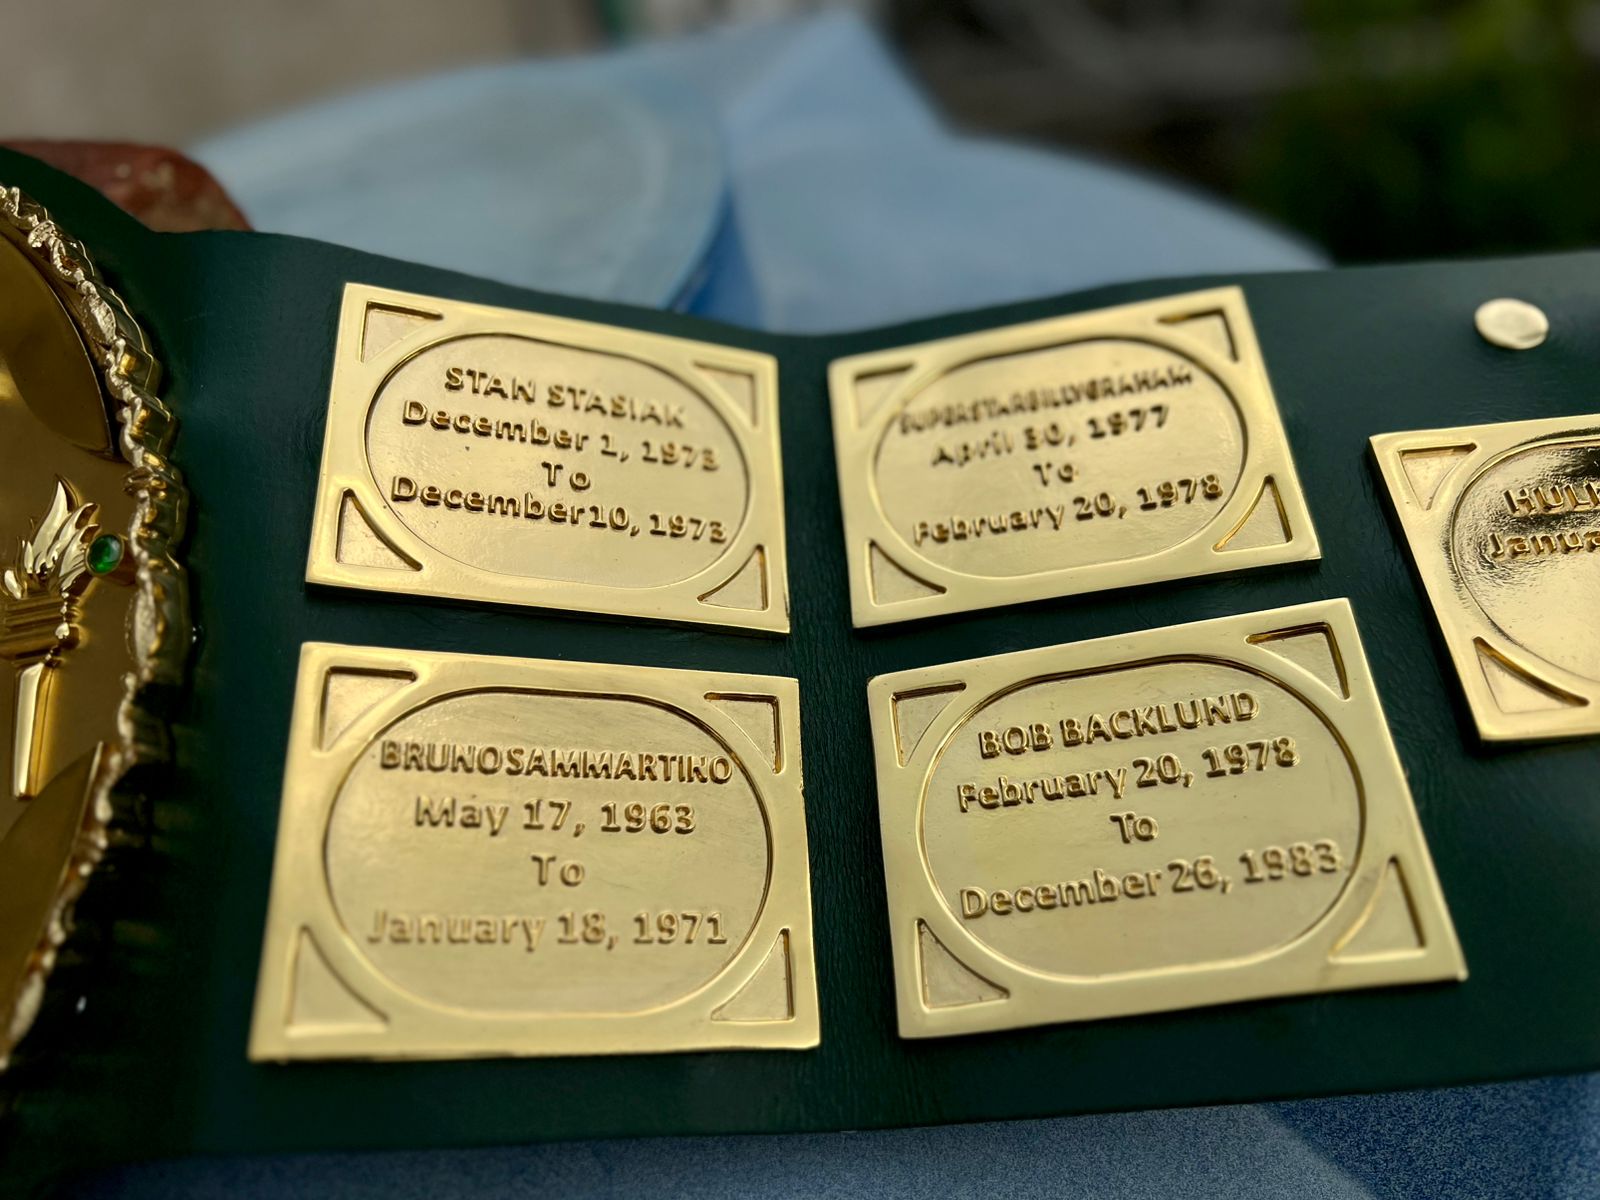 STAN STASIAK
December 1, 1973
To
December10, 1973
SUPERSTARBILLYGRAHAM
April 30, 1977
To
February 20, 1978
BRUNOSAMMARTINO
May 17, 1963
To
January 18, 1971
BOB BACKLUND
February 20, 1978
To
December 26, 1983